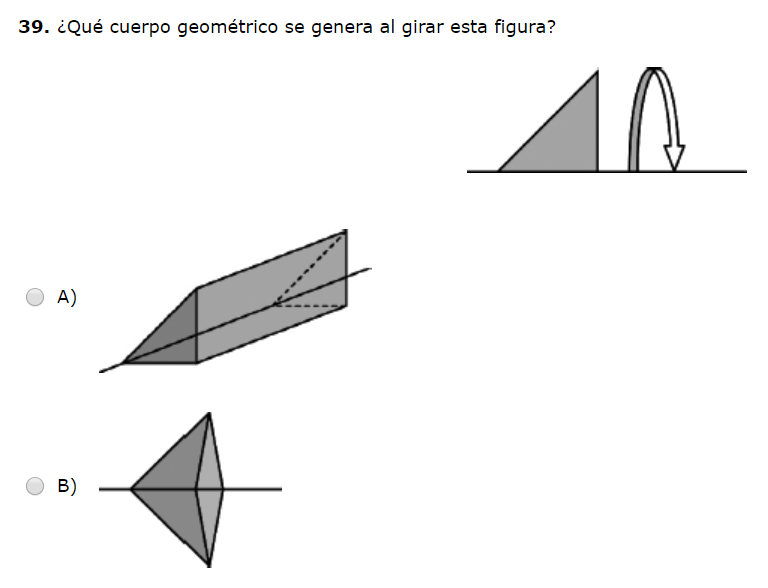 39. ¿Qué cuerpo geométrico se genera al girar esta figura?
A)
B)